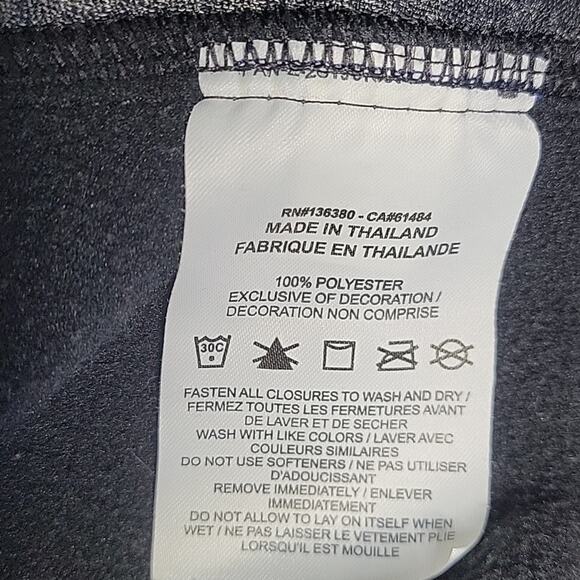 RN#136380 - CA#61484
MADE IN THAILAND
FABRIQUE EN THAILANDE
100% POLYESTER
EXCLUSIVE OF DECORATION /
DECORATION NON COMPRISE
30C
FASTEN ALL CLOSURES TO WASH AND DRY /
FERMEZ TOUTES LES FERMETURES AVANT
DE LAVER ET DE SECHER
WASH WITH LIKE COLORS / LAVER AVEC
COULEURS SIMILAIRES
DO NOT USE SOFTENERS / NE PAS UTILISER
D'ADOUCISSANT
REMOVE IMMEDIATELY / ENLEVER
IMMEDIATEMENT
DO NOT ALLOW TO LAY ON ITSELF WHEN
WET / NE PAS LAISSER LE VETEMENT PLIE
LORSQU'IL EST MOUILLE